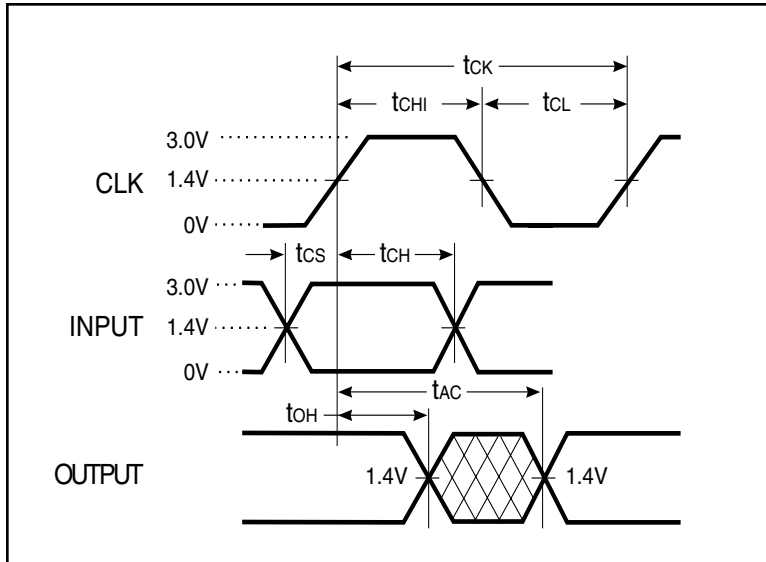 tCK
tCHI tCL
3.0V
CLK 1.4V
0V
tCS tCH
3.0V
INPUT 1.4V
0V
tAC
tOH
OUTPUT 1.4V 1.4V